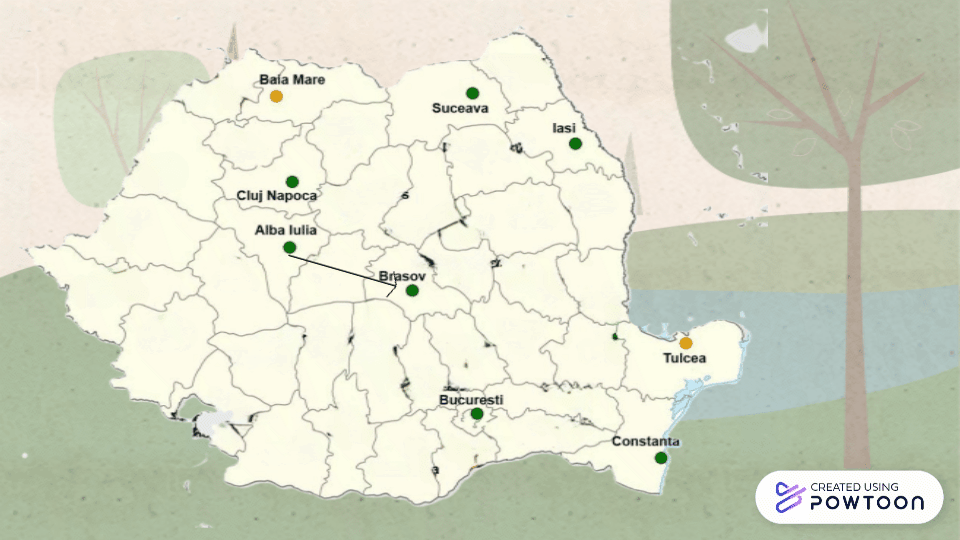 Baia Mare
Suceava
Iasi
Cluj Napoca
Alba Iulia
Brasov
Tulcea
Bucuresti
Constanta
CREATED USING
POWTOON